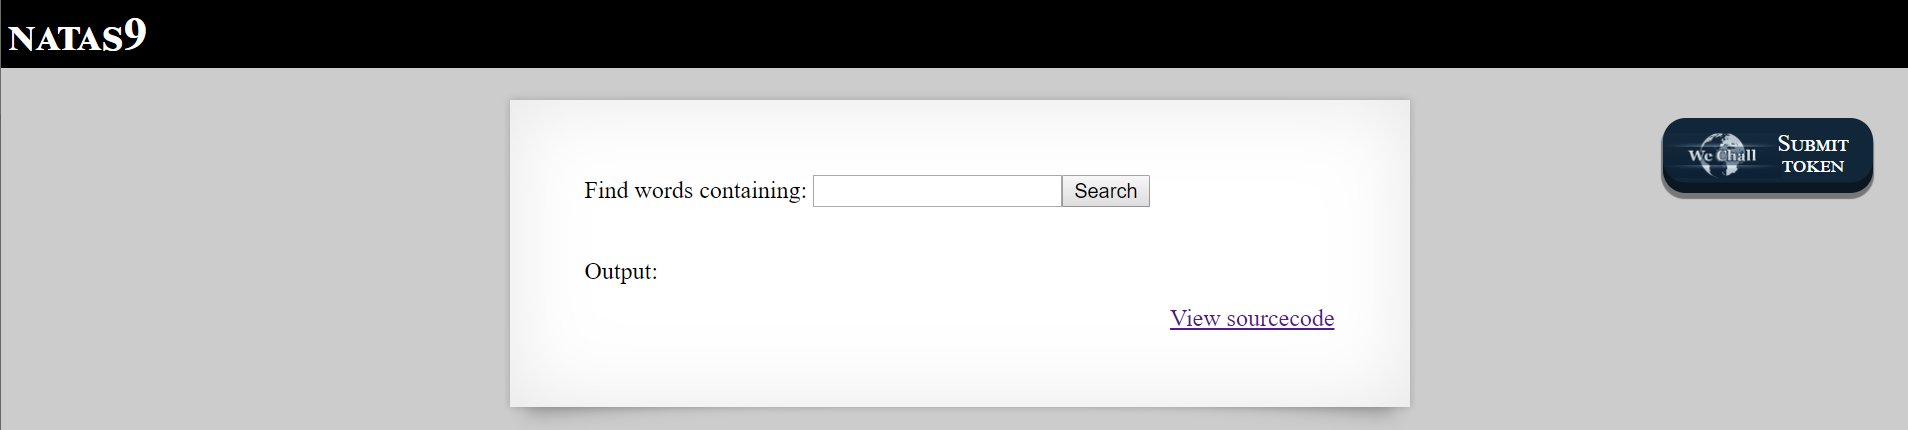 NATAS9
Find words containing: Search
We Chall
SUBMIT
TOKEN
Output:
View sourcecode